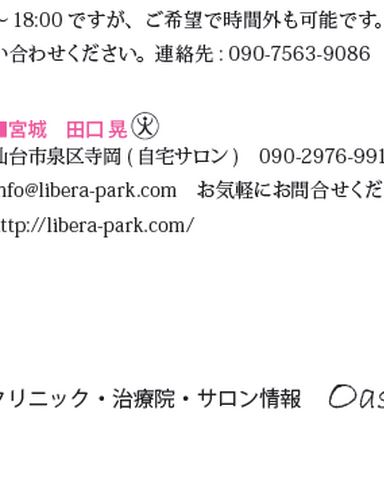 ～ 18:00 ですが、ご希望で時間外も可能です。
い合わせください。連絡先 : 090-7563-9086
■宮城　田口 晃
仙台市泉区寺岡 ( 自宅サロン )　090-2976-991
nfo@libera-park.com　お気軽にお問合せくだ
ttp://libera-park.com/
クリニック・治療院・サロン情報　Oas